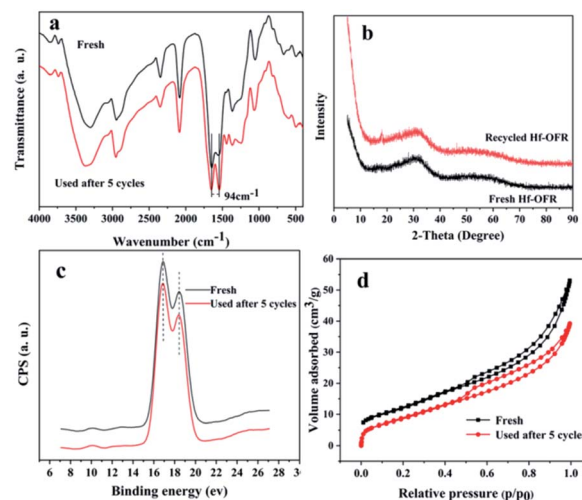 a
Fresh
Used after 5 cycles
94cm⁻¹
Transmittance (a. u.)
4000 3500 3000 2500 2000 1500 1000 500
Wavenumber (cm⁻¹)
b
Recycled Hf-OFR
Fresh Hf-OFR
Intensity
0 10 20 30 40 50 60 70 80 90
2-Theta (Degree)
c
Fresh
Used after 5 cycles
CPS (a. u.)
6 8 10 12 14 16 18 20 22 24 26 28 3
Binding energy (ev)
d
Fresh
Used after 5 cycle
Volume adsorbed (cm³/g)
60
50
40
30
20
10
0
0.0 0.2 0.4 0.6 0.8 1.0
Relative pressure (p/p0)